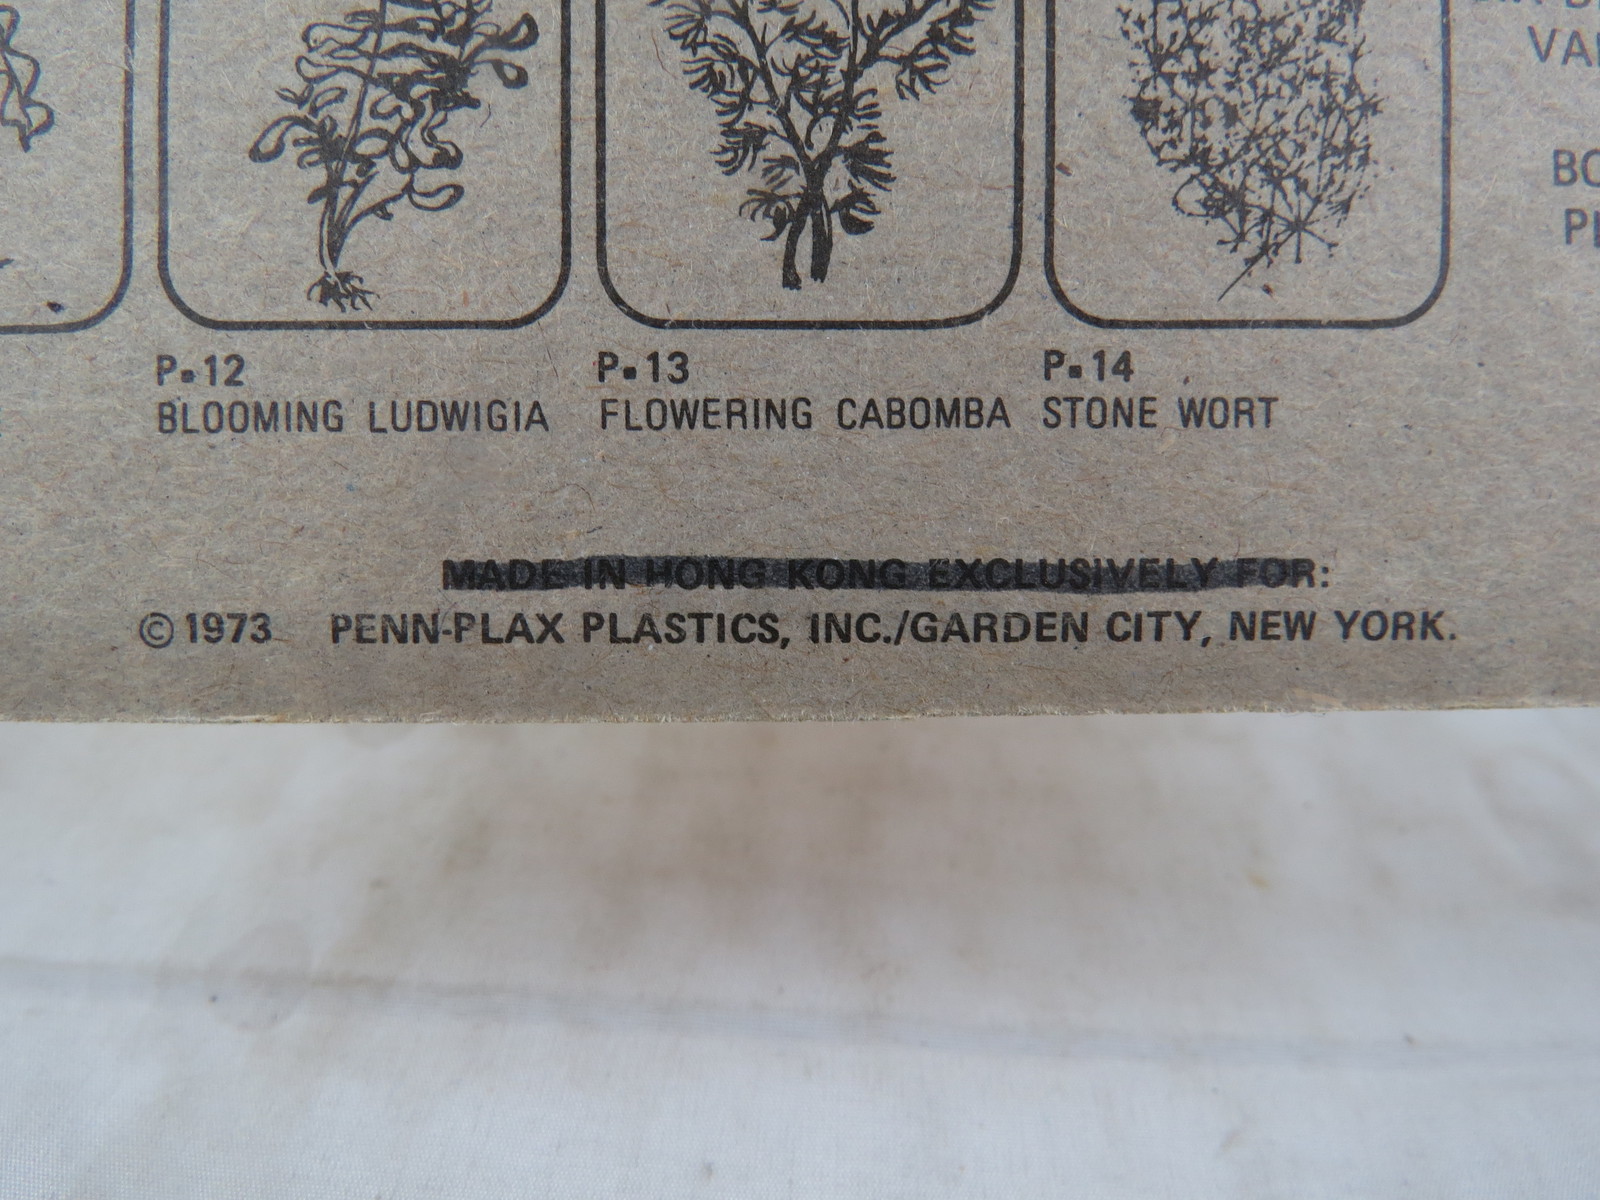 P.12
BLOOMING LUDWIGIA
P.13
FLOWERING CABOMBA
P.14
STONE WORT
MADE IN HONG KONG EXCLUSIVELY FOR:
©1973 PENN-PLAX PLASTICS, INC./GARDEN CITY, NEW YORK.